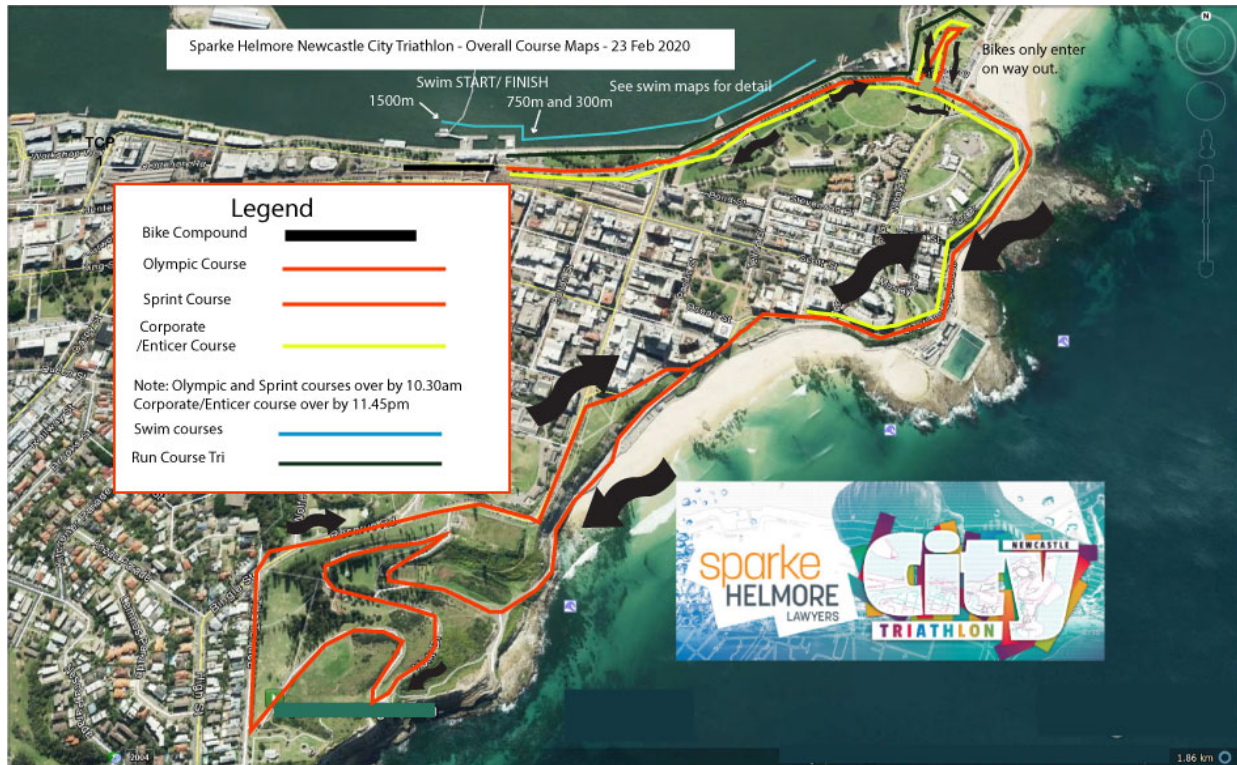 Sparke Helmore Newcastle City Triathlon - Overall Course Maps - 23 Feb 2020
N
Bikes only enter
on way out.
Swim START/ FINISH
1500m
750m and 300m
See swim maps for detail
TCP
Legend
Bike Compound
Olympic Course
Sprint Course
Corporate
/Enticer Course
Note: Olympic and Sprint courses over by 10.30am
Corporate/Enticer course over by 11.45pm
Swim courses
Run Course Tri
sparke
HELMORE
LAWYERS
City
NEWCASTLE
TRIATHLON
2004
1.86 km